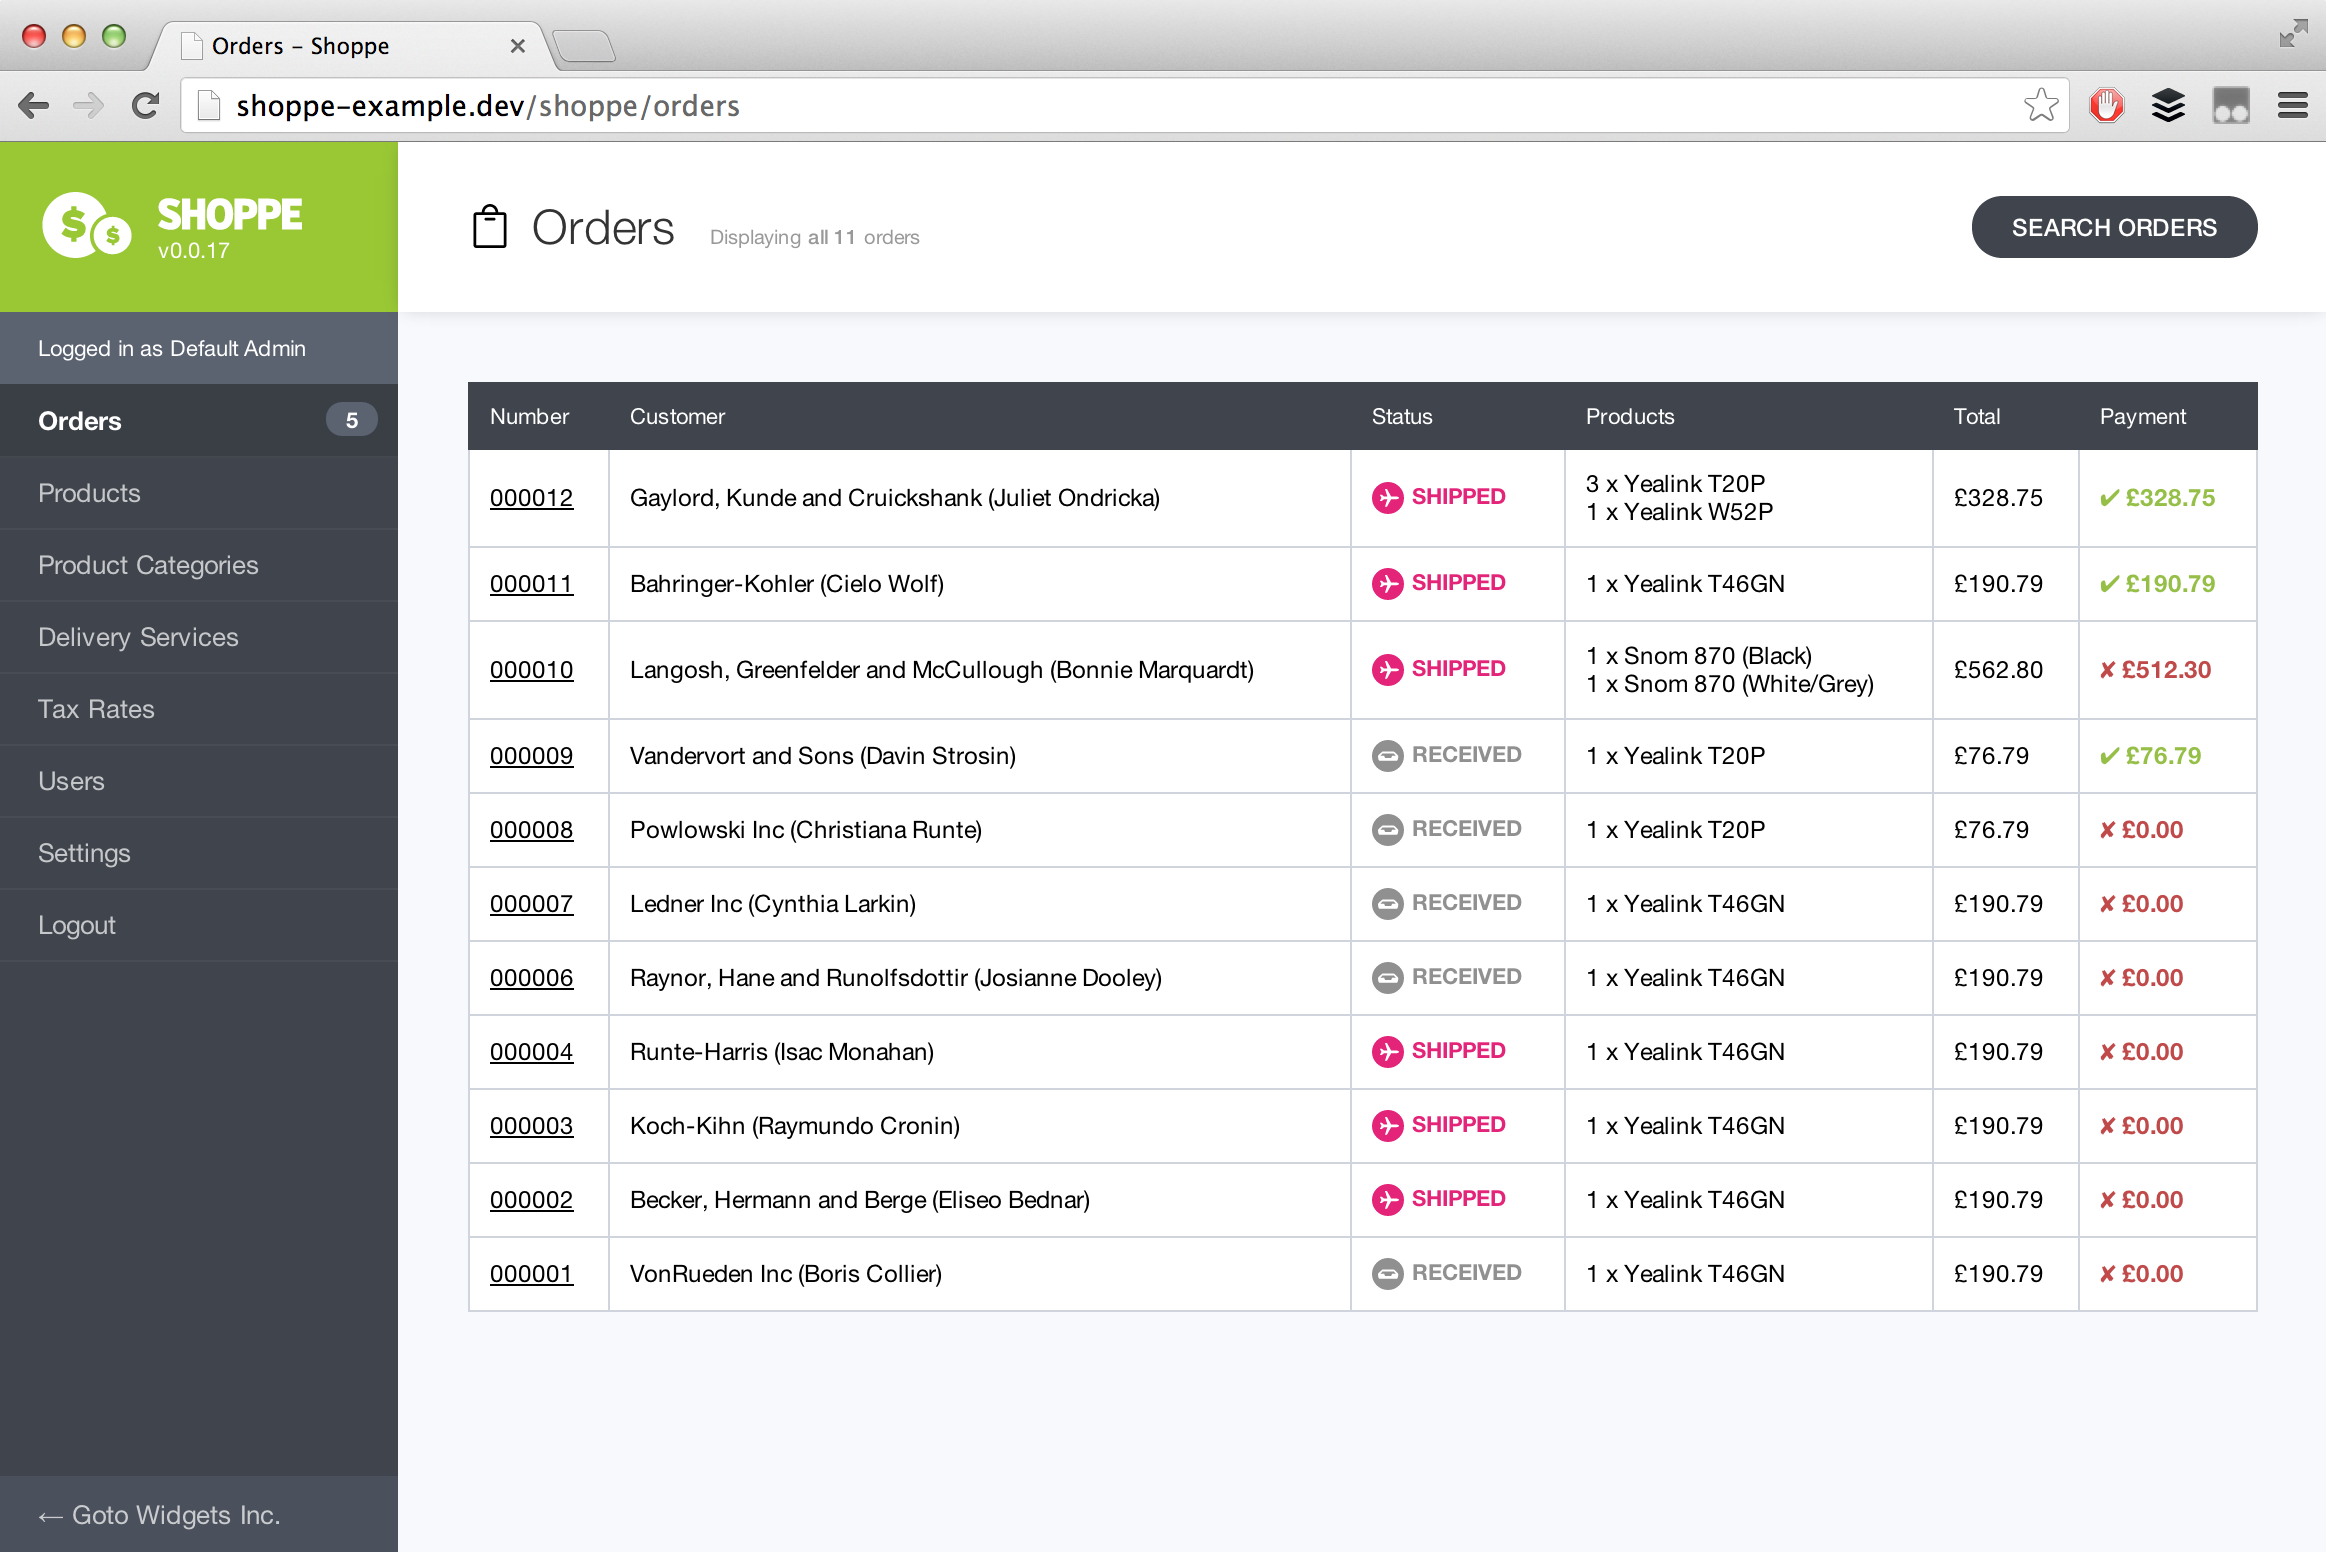 Orders – Shoppe
shoppe-example.dev/shoppe/orders
SHOPPE
v0.0.17
Logged in as Default Admin
Orders 5
Products
Product Categories
Delivery Services
Tax Rates
Users
Settings
Logout
← Goto Widgets Inc.
Orders Displaying all 11 orders
SEARCH ORDERS
Number Customer Status Products Total Payment
000012 Gaylord, Kunde and Cruickshank (Juliet Ondricka) SHIPPED 3 x Yealink T20P £328.75 ✔ £328.75
1 x Yealink W52P
000011 Bahringer-Kohler (Cielo Wolf) SHIPPED 1 x Yealink T46GN £190.79 ✔ £190.79
000010 Langosh, Greenfelder and McCullough (Bonnie Marquardt) SHIPPED 1 x Snom 870 (Black) £562.80 ✘ £512.30
1 x Snom 870 (White/Grey)
000009 Vandervort and Sons (Davin Strosin) RECEIVED 1 x Yealink T20P £76.79 ✔ £76.79
000008 Powlowski Inc (Christiana Runte) RECEIVED 1 x Yealink T20P £76.79 ✘ £0.00
000007 Ledner Inc (Cynthia Larkin) RECEIVED 1 x Yealink T46GN £190.79 ✘ £0.00
000006 Raynor, Hane and Runolfsdottir (Josianne Dooley) RECEIVED 1 x Yealink T46GN £190.79 ✘ £0.00
000004 Runte-Harris (Isac Monahan) SHIPPED 1 x Yealink T46GN £190.79 ✘ £0.00
000003 Koch-Kihn (Raymundo Cronin) SHIPPED 1 x Yealink T46GN £190.79 ✘ £0.00
000002 Becker, Hermann and Berge (Eliseo Bednar) SHIPPED 1 x Yealink T46GN £190.79 ✘ £0.00
000001 VonRueden Inc (Boris Collier) RECEIVED 1 x Yealink T46GN £190.79 ✘ £0.00